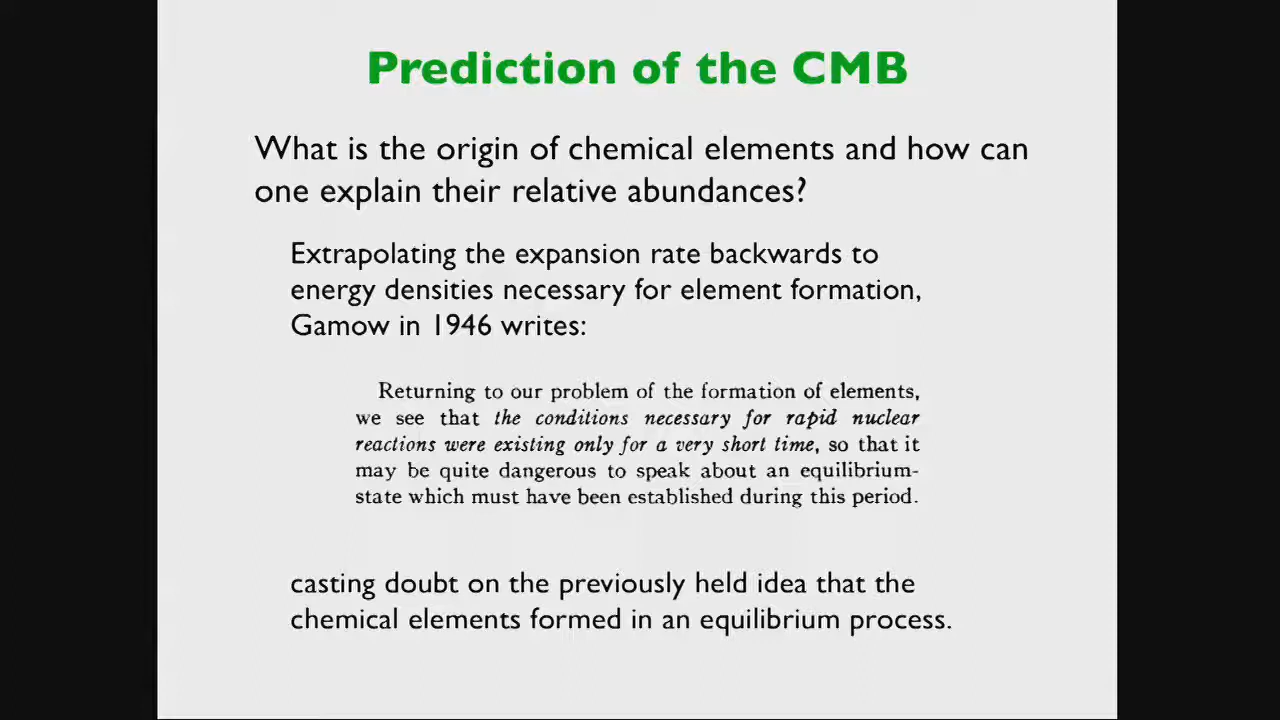 Prediction of the CMB
What is the origin of chemical elements and how can
one explain their relative abundances?
Extrapolating the expansion rate backwards to
energy densities necessary for element formation,
Gamow in 1946 writes:
Returning to our problem of the formation of elements,
we see that the conditions necessary for rapid nuclear
reactions were existing only for a very short time, so that it
may be quite dangerous to speak about an equilibrium-
state which must have been established during this period.
casting doubt on the previously held idea that the
chemical elements formed in an equilibrium process.